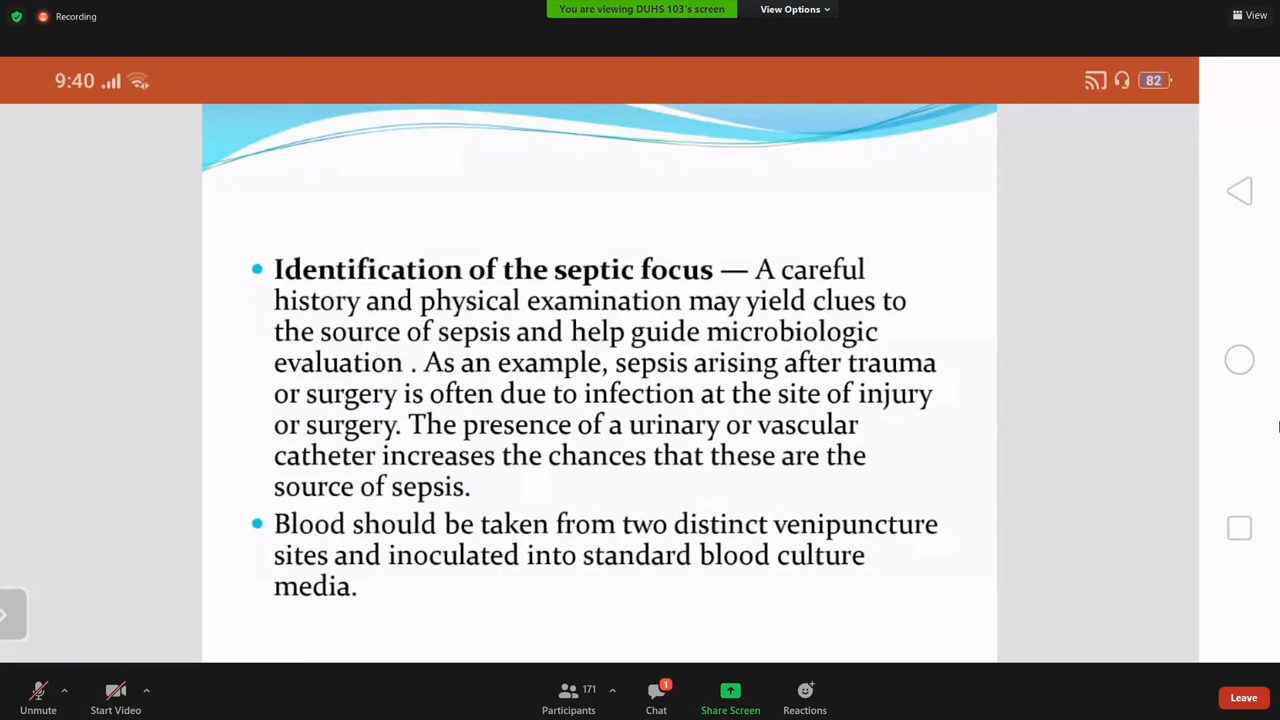 Recording
You are viewing DUHS 103's screen
View Options
View
9:40
82
Identification of the septic focus — A careful
history and physical examination may yield clues to
the source of sepsis and help guide microbiologic
evaluation . As an example, sepsis arising after trauma
or surgery is often due to infection at the site of injury
or surgery. The presence of a urinary or vascular
catheter increases the chances that these are the
source of sepsis.
Blood should be taken from two distinct venipuncture
sites and inoculated into standard blood culture
media.
171
1
Unmute
Start Video
Participants
Chat
Share Screen
Reactions
Leave